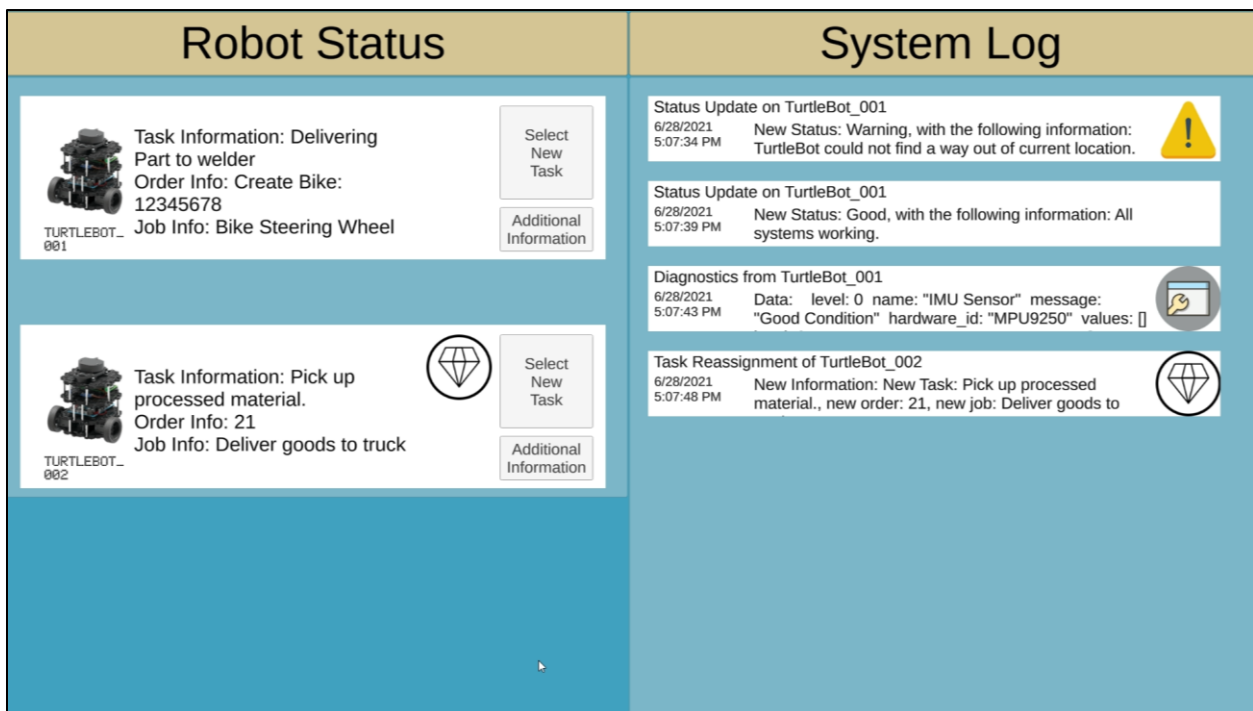 Robot Status
Task Information: Delivering
Part to welder
Order Info: Create Bike:
12345678
Job Info: Bike Steering Wheel
TURTLEBOT_
001
Select
New
Task
Additional
Information
Task Information: Pick up
processed material.
Order Info: 21
Job Info: Deliver goods to truck
TURTLEBOT_
002
Select
New
Task
Additional
Information
System Log
Status Update on TurtleBot_001
6/28/2021
5:07:34 PM
New Status: Warning, with the following information:
TurtleBot could not find a way out of current location.
Status Update on TurtleBot_001
6/28/2021
5:07:39 PM
New Status: Good, with the following information: All
systems working.
Diagnostics from TurtleBot_001
6/28/2021
5:07:43 PM
Data: level: 0 name: "IMU Sensor" message:
"Good Condition" hardware_id: "MPU9250" values: []
Task Reassignment of TurtleBot_002
6/28/2021
5:07:48 PM
New Information: New Task: Pick up processed
material., new order: 21, new job: Deliver goods to